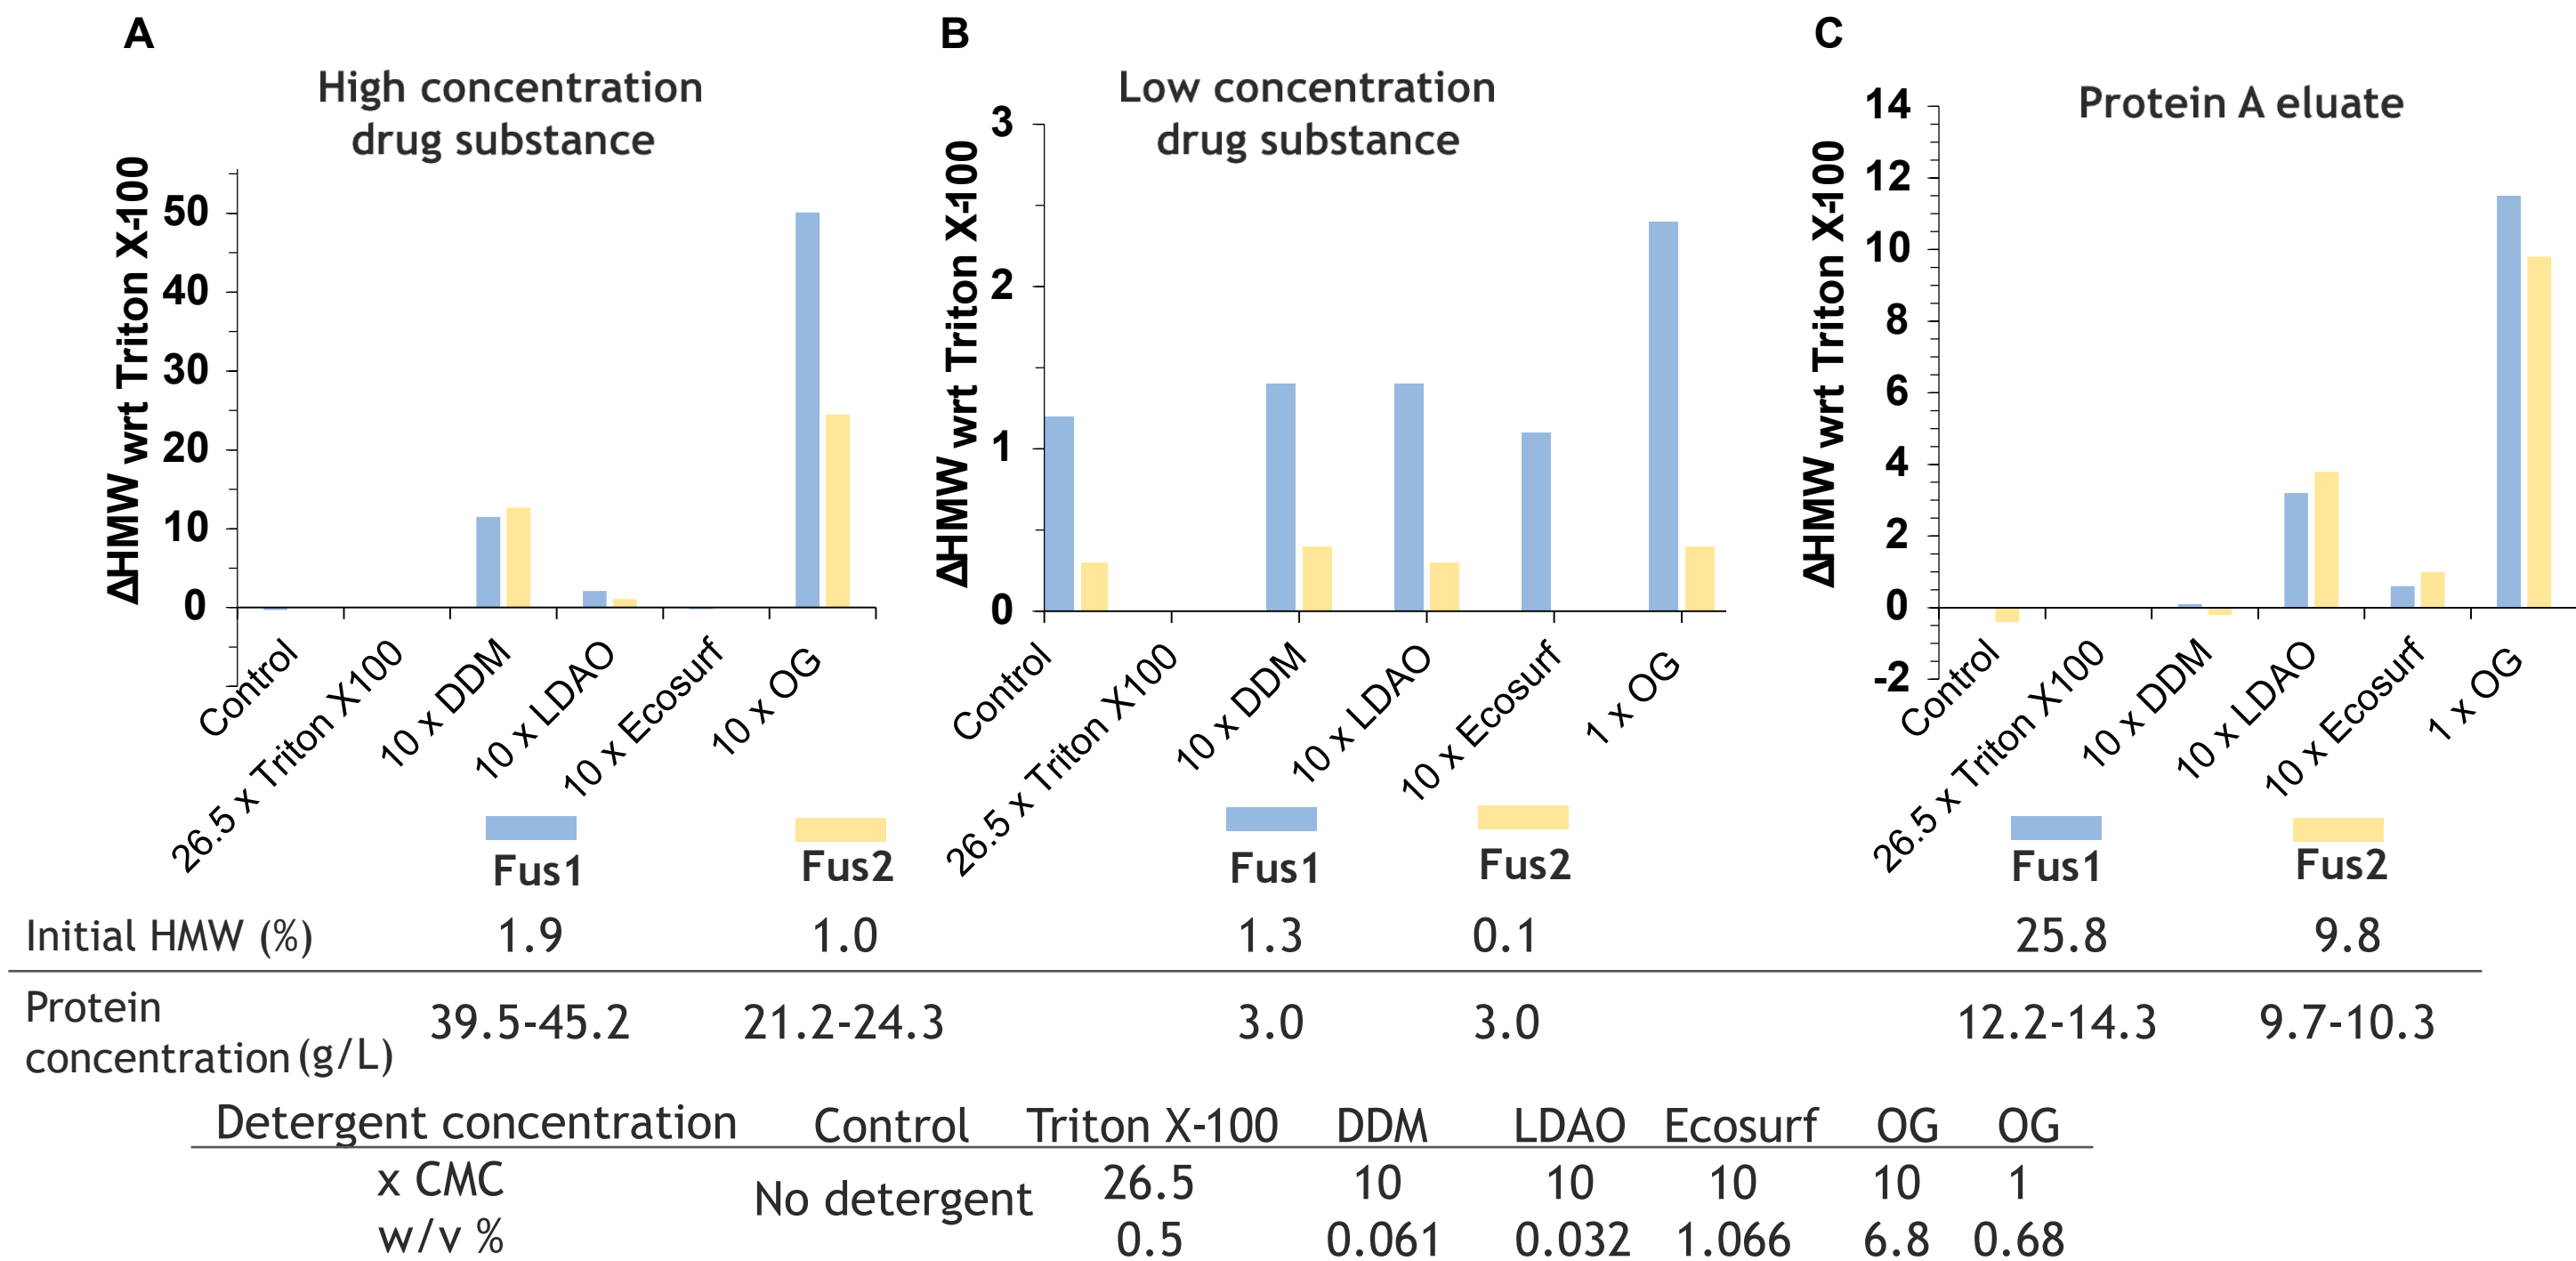 A
High concentration
drug substance
ΔHMW wrt Triton X-100
50
40
30
20
10
0
Control
26.5 x Triton X100
10 x DDM
10 x LDAO
10 x Ecosurf
10 x OG
B
Low concentration
drug substance
ΔHMW wrt Triton X-100
3
2
1
0
Control
26.5 x Triton X100
10 x DDM
10 x LDAO
10 x Ecosurf
1 x OG
C
Protein A eluate
ΔHMW wrt Triton X-100
14
12
10
8
6
4
2
0
-2
Control
26.5 x Triton X100
10 x DDM
10 x LDAO
10 x Ecosurf
1 x OG
Fus1 Fus2 Fus1 Fus2 Fus1 Fus2
Initial HMW (%) 1.9 1.0 1.3 0.1 25.8 9.8
Protein
concentration (g/L) 39.5-45.2 21.2-24.3 3.0 3.0 12.2-14.3 9.7-10.3
Detergent concentration Control Triton X-100 DDM LDAO Ecosurf OG OG
x CMC No detergent 26.5 10 10 10 10 1
w/v % 0.5 0.061 0.032 1.066 6.8 0.68